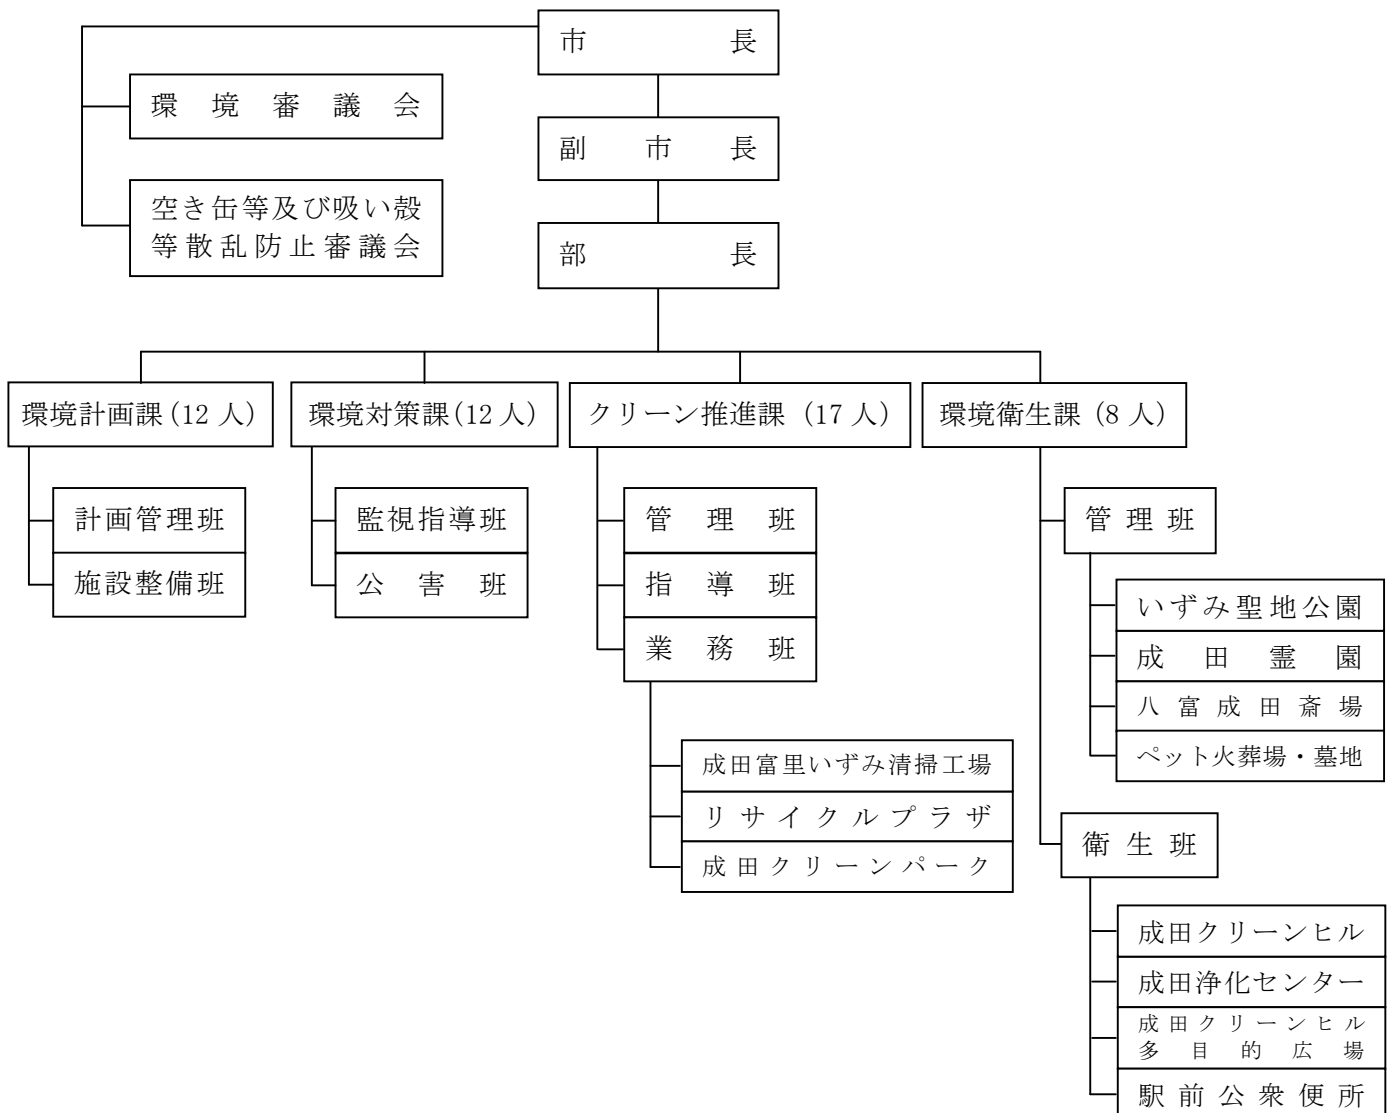 市長
環境審議会
副市長
空き缶等及び吸い殻
等散乱防止審議会
部長
環境計画課(12人)
環境対策課(12人)
クリーン推進課(17人)
環境衛生課(8人)
計画管理班
施設整備班
監視指導班
公害班
管理班
指導班
業務班
成田富里いずみ清掃工場
リサイクルプラザ
成田クリーンパーク
管理班
いずみ聖地公園
成田霊園
八富成田斎場
ペット火葬場・墓地
衛生班
成田クリーンヒル
成田浄化センター
成田クリーンヒル
多目的広場
駅前公衆便所